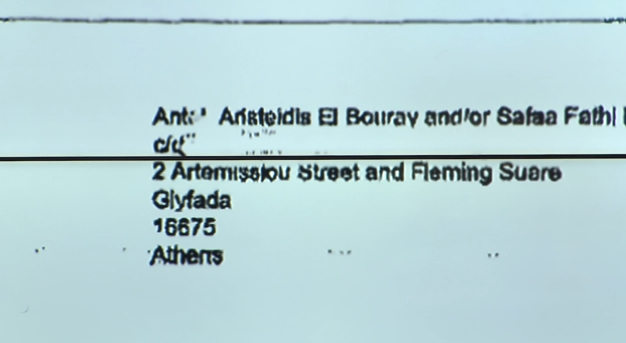 Aristeidis El Bouray and/or Safaa Fathi
2 Artemissiou Street and Fleming Suare
Glyfada
16675
Athens